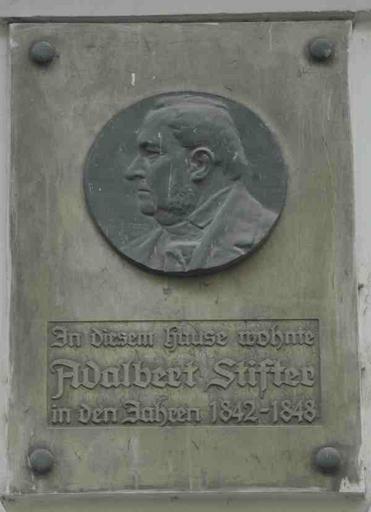 In diesem Hause wohnte
Adalbert Stifter
in den Jahren 1842-1848